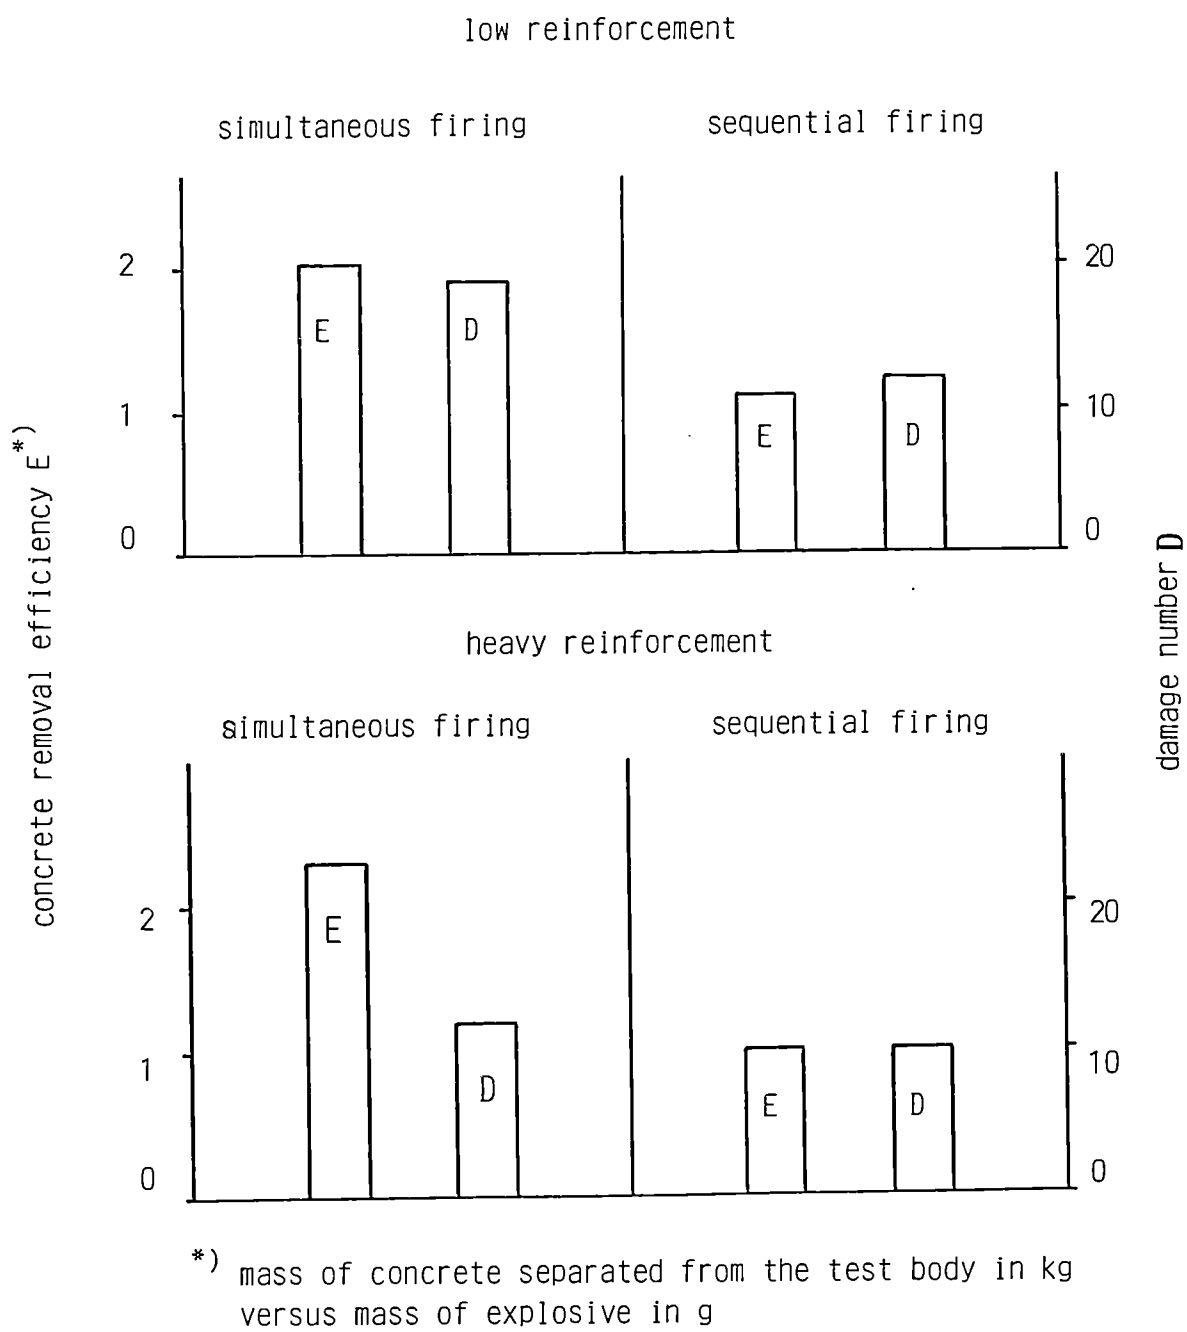 low reinforcement
simultaneous firing
sequential firing
2
1
0
E
D
E
D
20
10
0
concrete removal efficiency E*)
damage number D
heavy reinforcement
simultaneous firing
sequential firing
2
1
0
E
D
E
D
20
10
0
*) mass of concrete separated from the test body in kg
versus mass of explosive in g